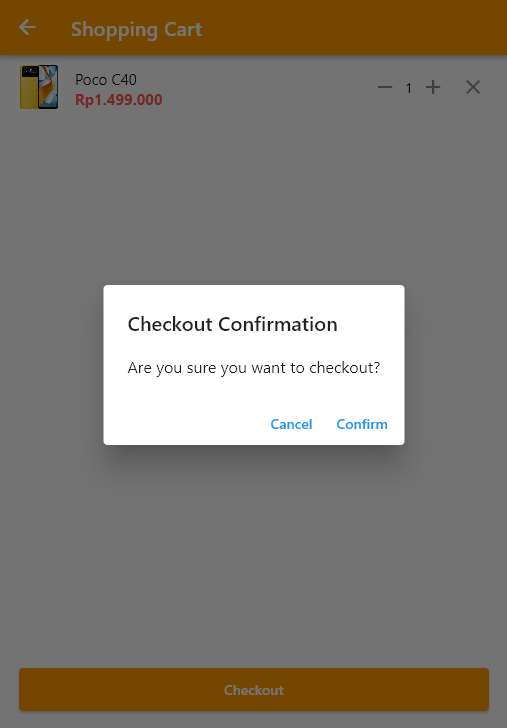 Shopping Cart
Poco C40
Rp1.499.000
1
Checkout Confirmation
Are you sure you want to checkout?
Cancel Confirm
Checkout